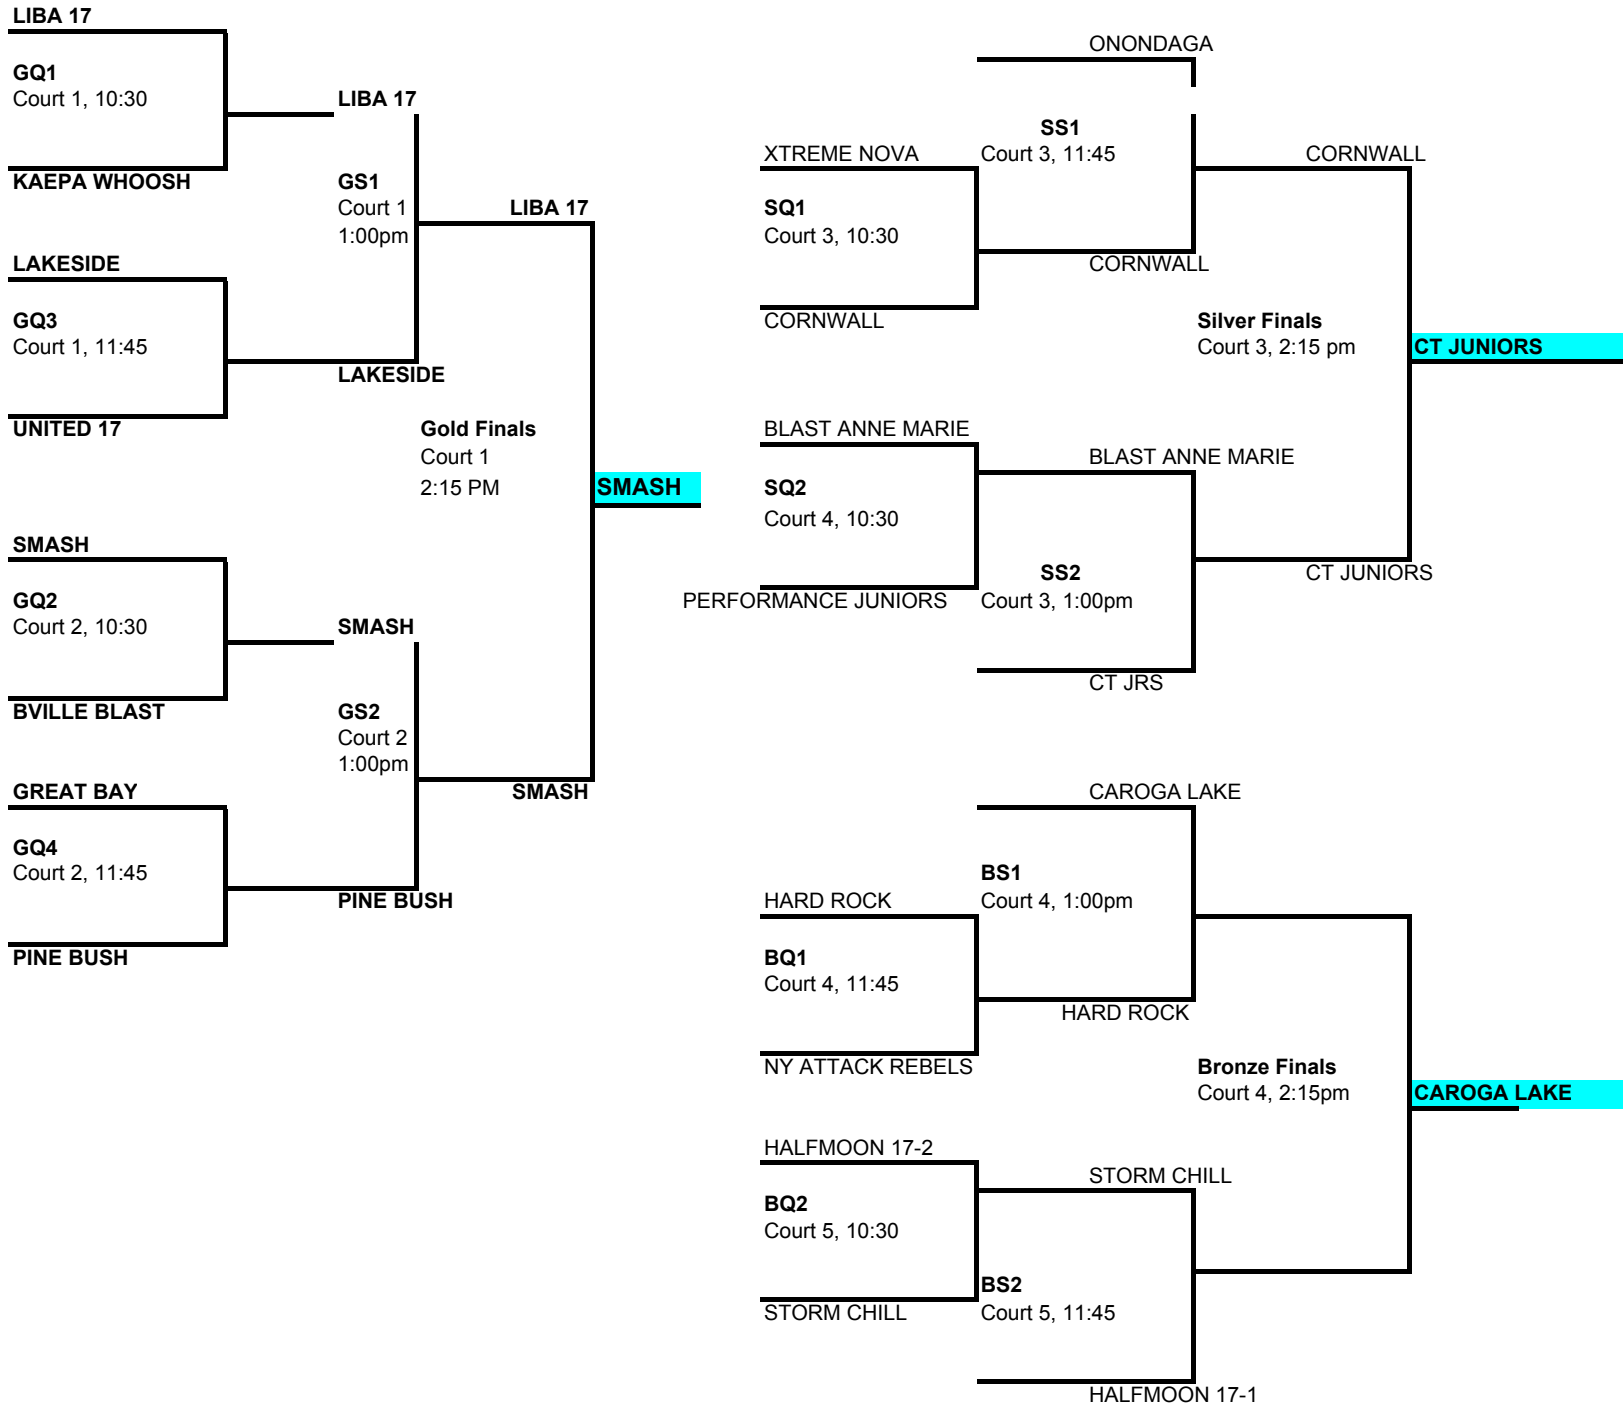 LIBA 17
GQ1
Court 1, 10:30
LIBA 17
KAEPA WHOOSH
GS1
Court 1
1:00pm
LIBA 17
LAKESIDE
GQ3
Court 1, 11:45
LAKESIDE
UNITED 17
Gold Finals
Court 1
2:15 PM
SMASH
SMASH
GQ2
Court 2, 10:30
SMASH
BVILLE BLAST
GS2
Court 2
1:00pm
SMASH
GREAT BAY
GQ4
Court 2, 11:45
PINE BUSH
PINE BUSH
ONONDAGA
SS1
Court 3, 11:45
XTREME NOVA
CORNWALL
SQ1
Court 3, 10:30
CORNWALL
CORNWALL
Silver Finals
Court 3, 2:15 pm
CT JUNIORS
BLAST ANNE MARIE
BLAST ANNE MARIE
SQ2
Court 4, 10:30
SS2
Court 3, 1:00pm
CT JUNIORS
PERFORMANCE JUNIORS
CT JRS
CAROGA LAKE
BS1
Court 4, 1:00pm
HARD ROCK
BQ1
Court 4, 11:45
HARD ROCK
NY ATTACK REBELS
Bronze Finals
Court 4, 2:15pm
CAROGA LAKE
HALFMOON 17-2
STORM CHILL
BQ2
Court 5, 10:30
BS2
Court 5, 11:45
STORM CHILL
HALFMOON 17-1